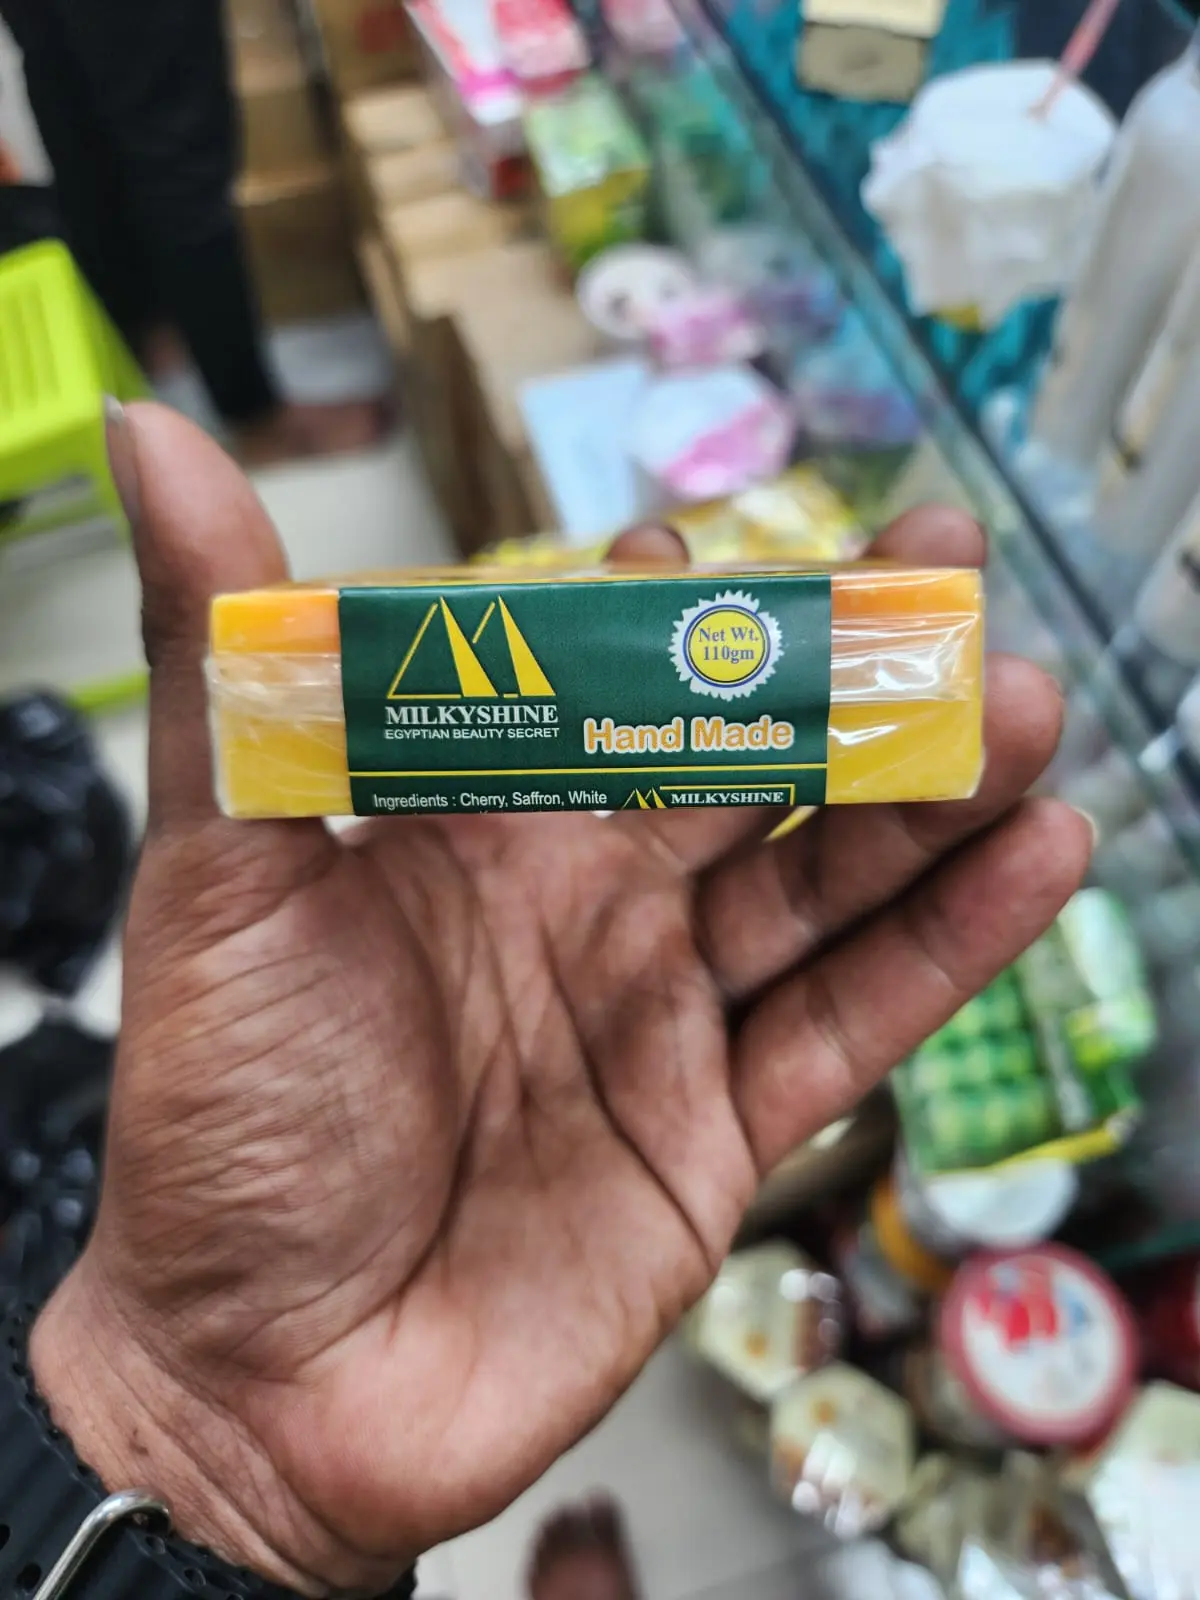 Net Wt.
110gm
MILKYSHINE
EGYPTIAN BEAUTY SECRET
Hand Made
Ingredients : Cherry, Saffron, White
MILKYSHINE